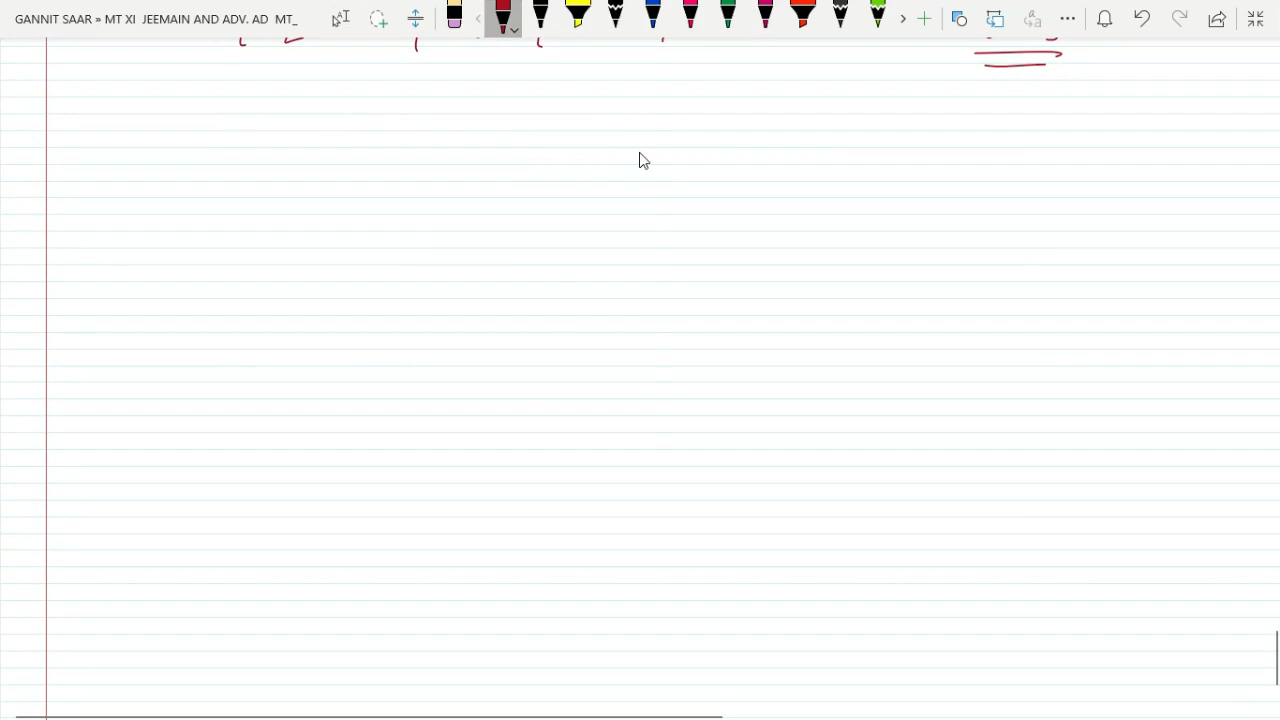 GANNIT SAAR » MT XI JEEMAIN AND ADV. AD MT_